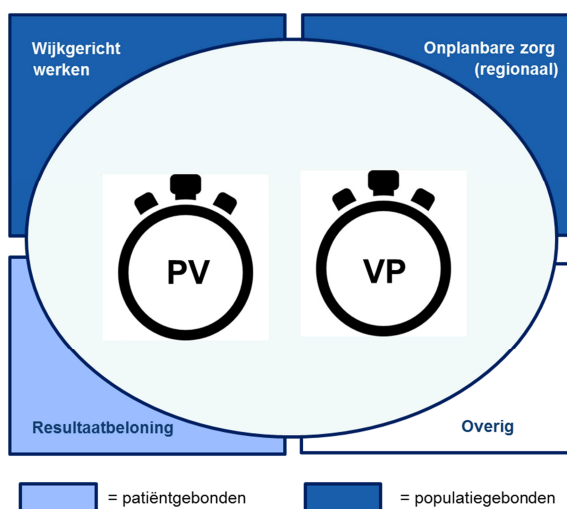 Wijkgericht
werken
Onplanbare zorg
(regionaal)
PV
VP
Resultaatbeloning
Overig
= patiëntgebonden
= populatiegebonden